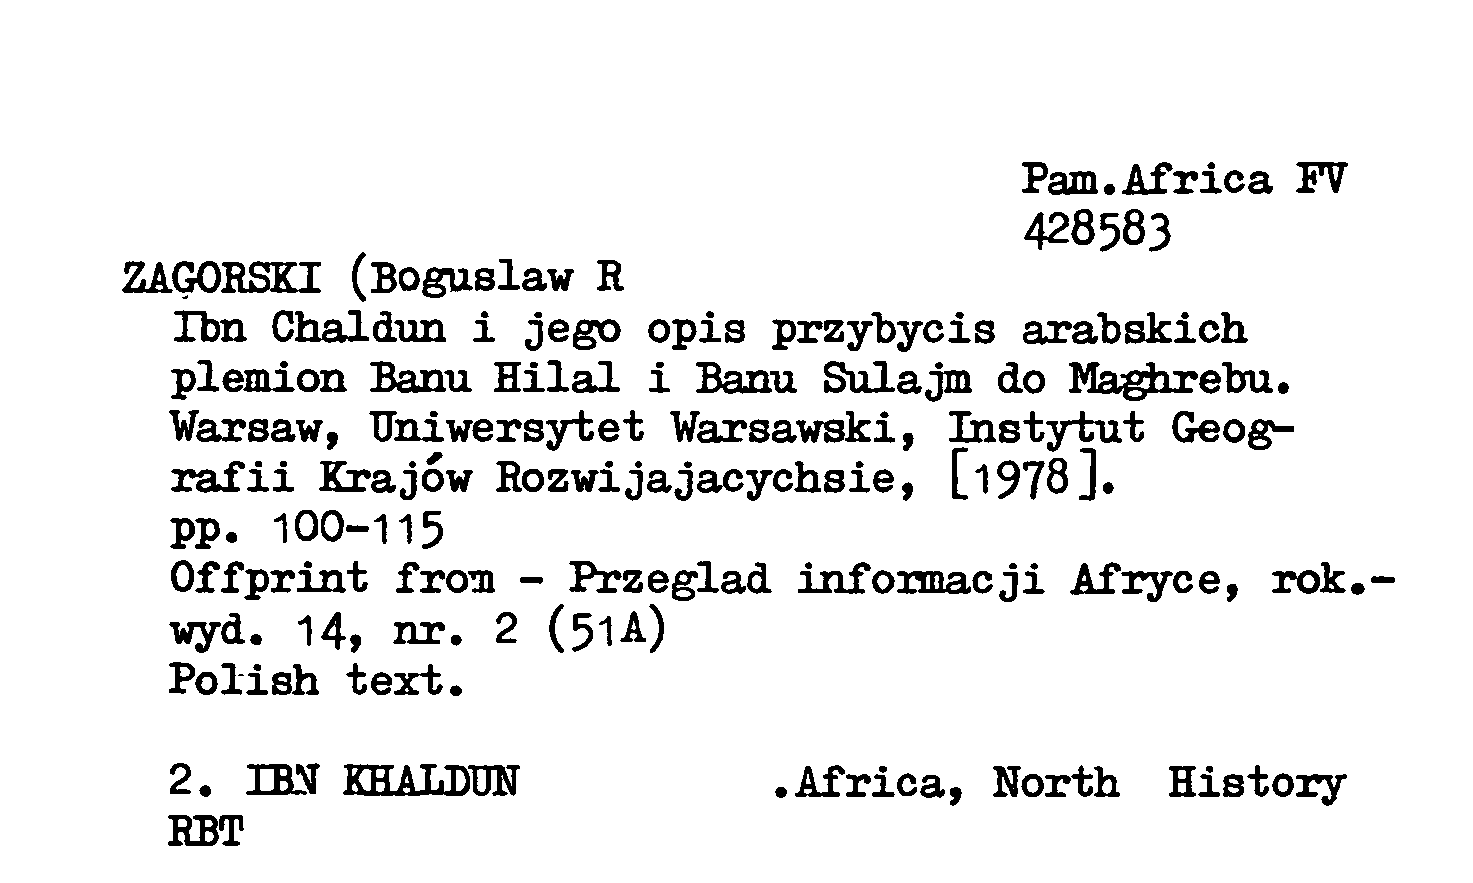 Pam.Africa FV
428583
ZAGORSKI (Boguslaw R
Ibn Chaldun i jego opis przybycis arabskich
plemion Banu Hilal i Banu Sulajm do Maghrebu.
Warsaw, Uniwersytet Warsawski, Instytut Geog-
rafii Krajów Rozwijajacychsie, [1978].
pp. 100-115
Offprint from - Przeglad informacji Afryce, rok.-
wyd. 14, nr. 2 (51A)
Polish text.
2. IBN KHALDUN .Africa, North History
RBT